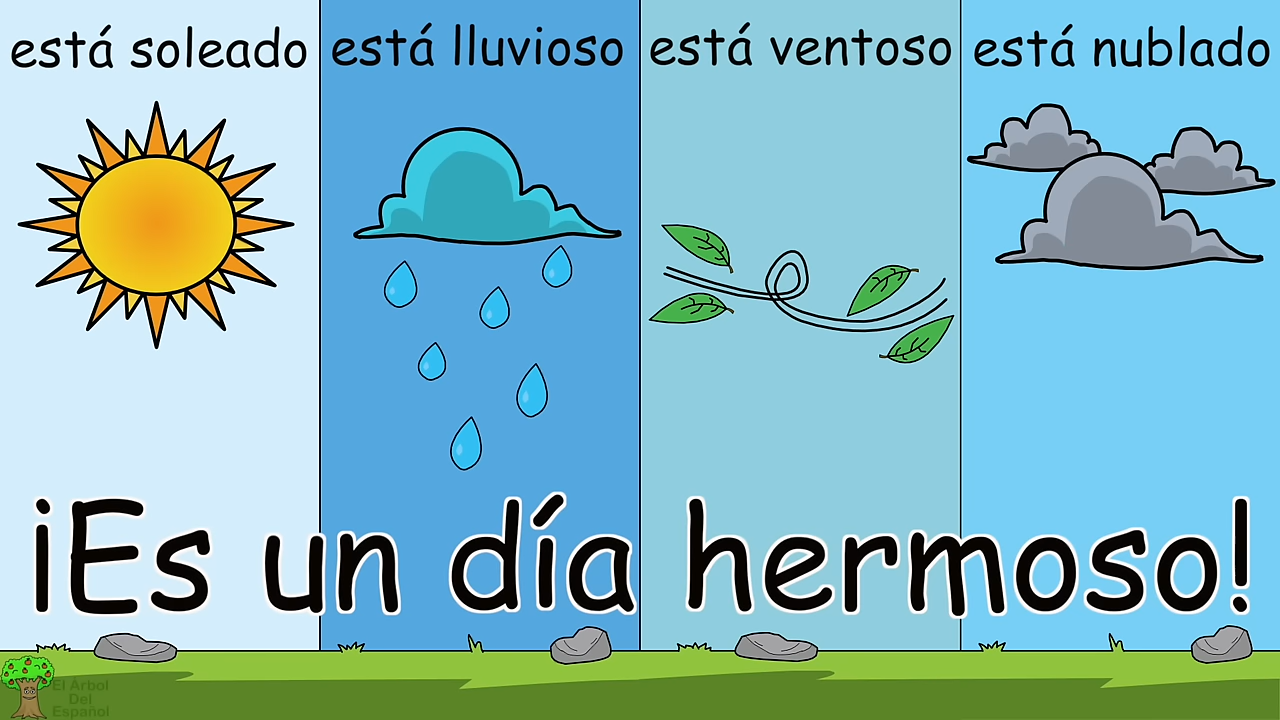 está soleado
está lluvioso
está ventoso
está nublado
¡Es un día hermoso!
El Árbol
Del
Español